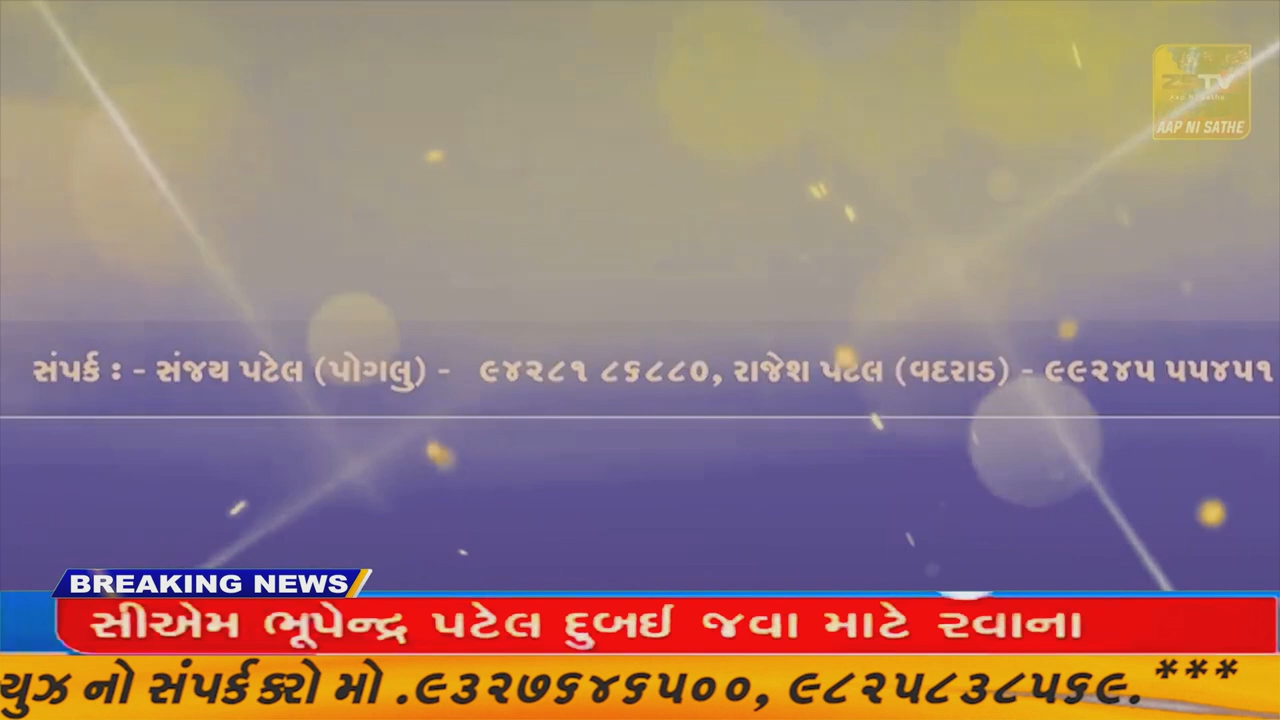 AAP NI SATHE
સંપર્ક : - સંજય પટેલ (પોગલુ) - ૯૪૨૮૧ ૮૬૮૮૦, રાજેશ પટેલ (વદરાડ) - ૯૯૨૪૫ ૫૫૪૫૧
BREAKING NEWS
સીએમ ભૂપેન્દ્ર પટેલ દુબઈ જવા માટે રવાના
યુઝ નો સંપર્ક કરો મો .૯૩૨૭૬૪૬૫૦૦, ૯૮૨૫૮૩૮૫૬૯. ***